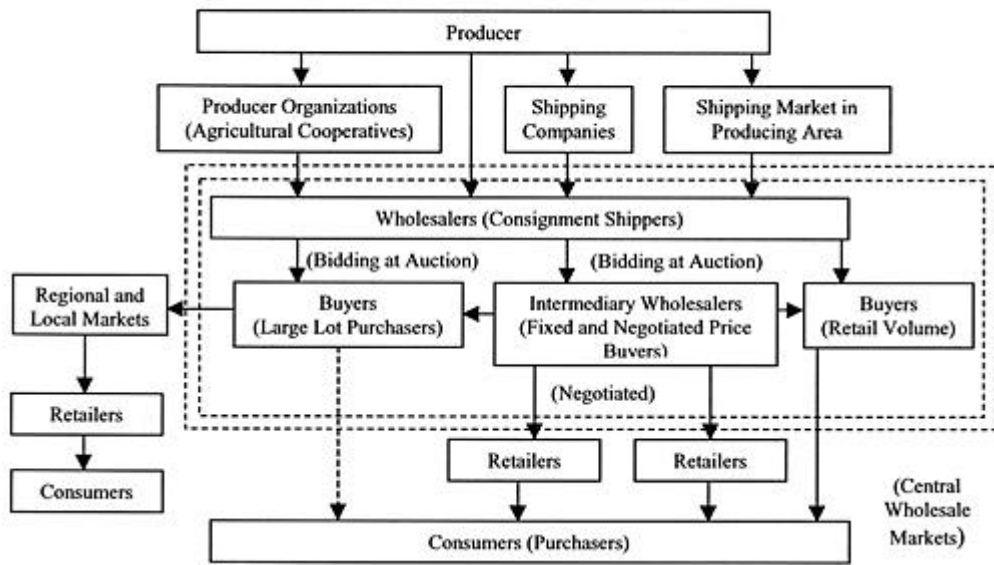 Producer
Producer Organizations
(Agricultural Cooperatives)
Shipping
Companies
Shipping Market in
Producing Area
Wholesalers (Consignment Shippers)
(Bidding at Auction)
(Bidding at Auction)
Regional and
Local Markets
Buyers
(Large Lot Purchasers)
Intermediary Wholesalers
(Fixed and Negotiated Price
Buyers)
Buyers
(Retail Volume)
(Negotiated)
Retailers
Retailers
Retailers
Consumers
(Central
Wholesale
Markets)
Consumers (Purchasers)